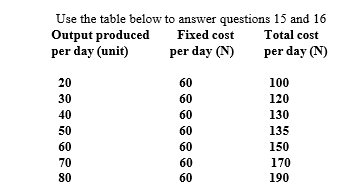 Use the table below to answer questions 15 and 16
Output produced Fixed cost Total cost
per day (unit) per day (N) per day (N)
20 60 100
30 60 120
40 60 130
50 60 135
60 60 150
70 60 170
80 60 190